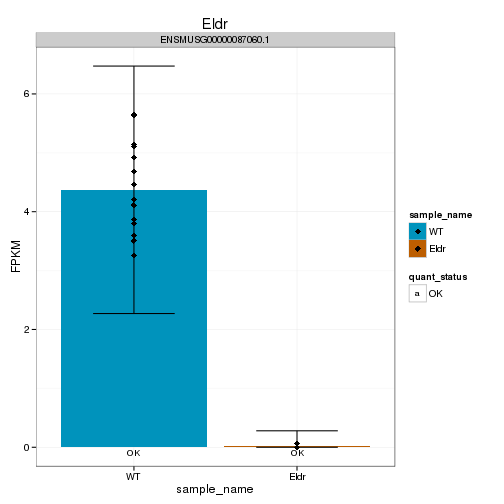 Eldr
ENSMUSG00000087060.1
FPKM
6
4
2
0
OK OK
WT Eldr
sample_name
sample_name
WT
Eldr
quant_status
a OK